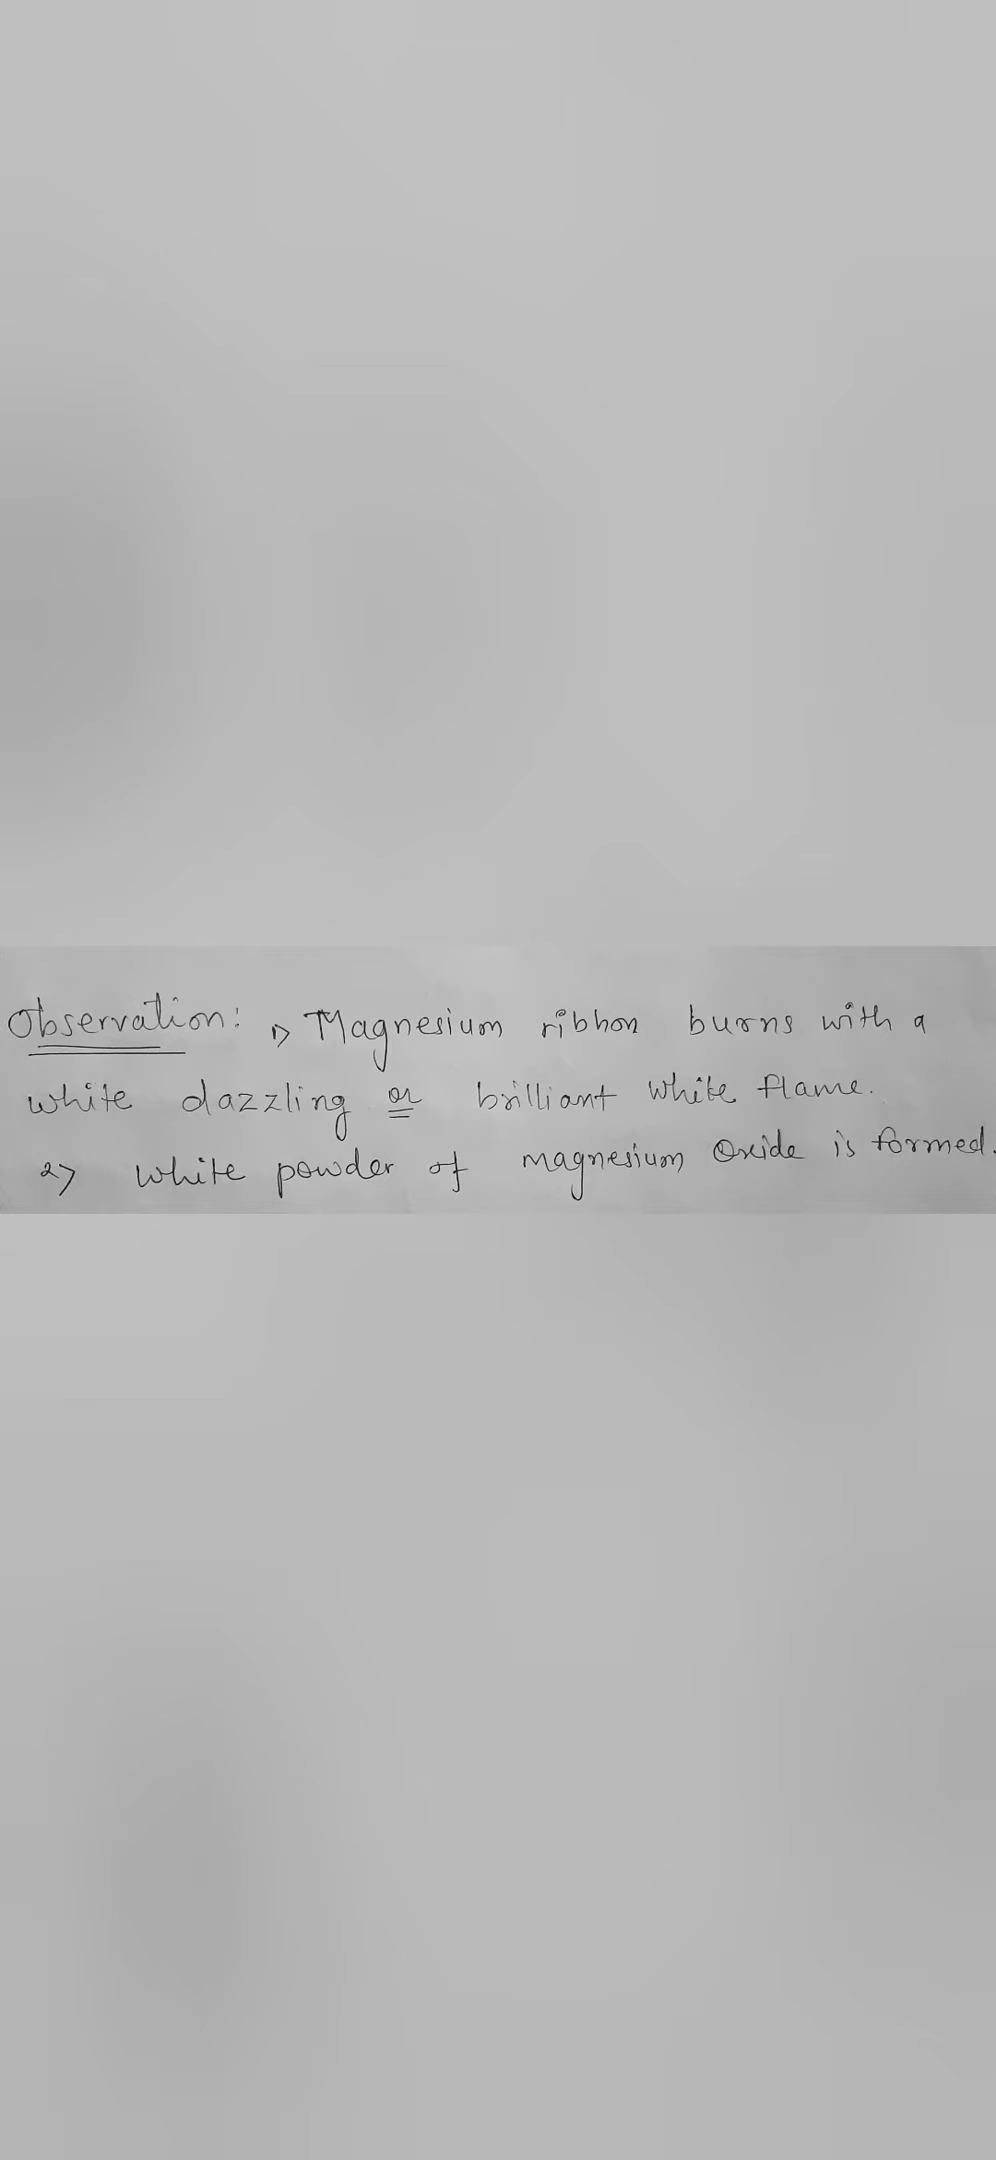 Observation: 1) Magnesium ribbon burns with a
white dazzling or brilliant white flame.
2) white powder of magnesium Oxide is formed.